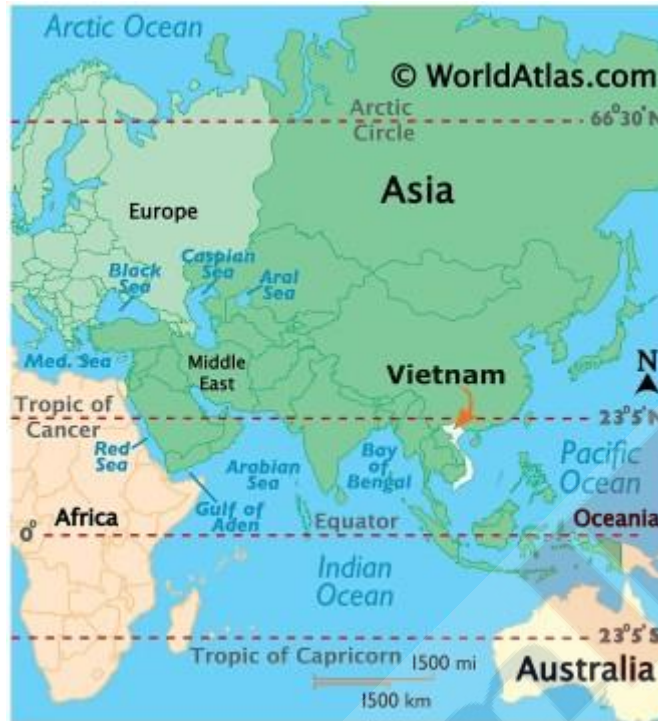 Arctic Ocean
© WorldAtlas.com
Arctic
Circle
66°30'N
Asia
Europe
Black
Sea
Caspian
Sea
Aral
Sea
Med. Sea
Middle
East
Vietnam
N
Tropic of
Cancer
23°5'N
Red
Sea
Arabian
Sea
Bay
of
Bengal
Pacific
Ocean
Gulf of
Aden
Africa
Equator
Oceania
0°
Indian
Ocean
23°5'S
Tropic of Capricorn
1500 mi
1500 km
Australia